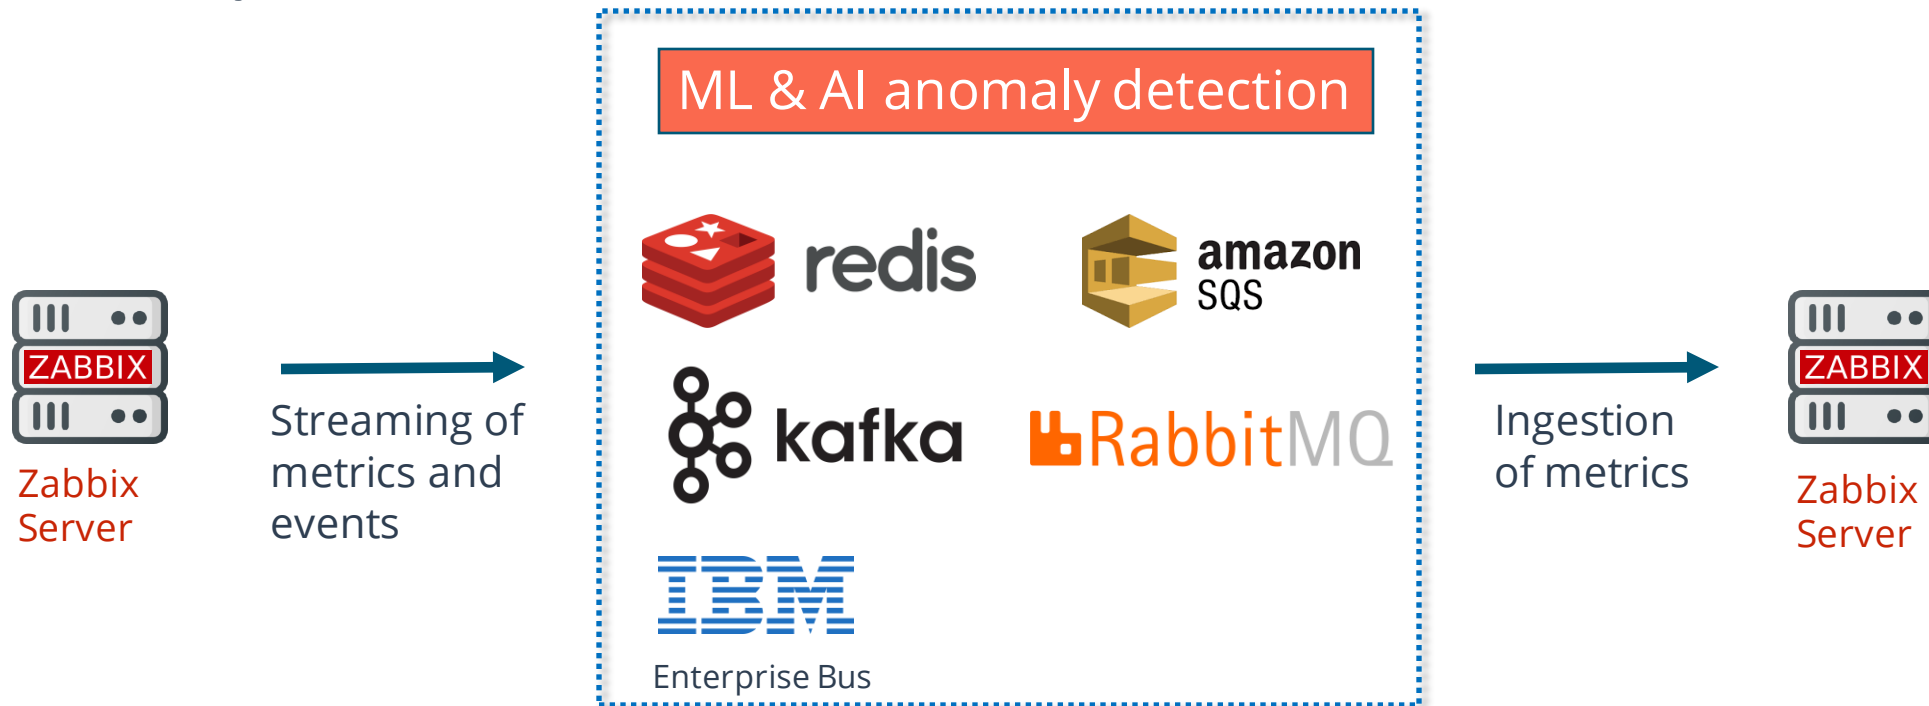 ML & AI anomaly detection
redis
amazon
SQS
ZABBIX
ZABBIX
kafka
RabbitMQ
Streaming of
metrics and
events
Ingestion
of metrics
Zabbix
Server
Zabbix
Server
IBM
Enterprise Bus